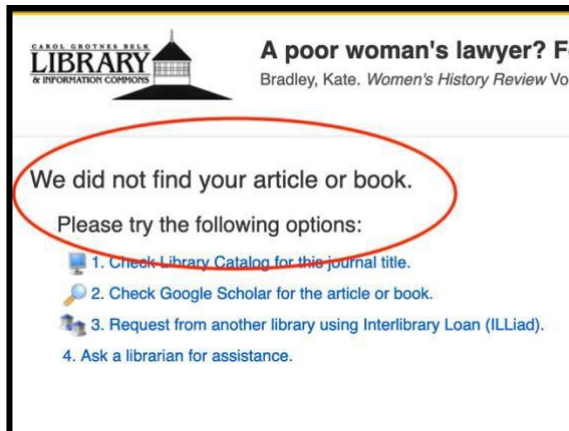 CAROL GROTNES BELK
LIBRARY
& INFORMATION COMMONS
A poor woman's lawyer? F
Bradley, Kate. Women's History Review Vo
We did not find your article or book.
Please try the following options:
1. Check Library Catalog for this journal title.
2. Check Google Scholar for the article or book.
3. Request from another library using Interlibrary Loan (ILLiad).
4. Ask a librarian for assistance.